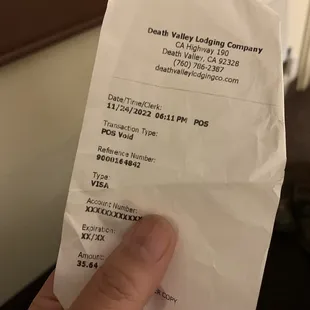 Death Valley Lodging Company
CA Highway 190
Death Valley, CA 92328
(760) 786-2387
deathvalleylodgingco.com
Date/Time/Clerk:
11/24/2022 06:11 PM POS
Transaction Type:
POS Void
Reference Number:
9000164842
Type:
VISA
Account Number:
XXXXXXXXXXXX
Expiration:
XX/XX
Amount:
35.64
COPY